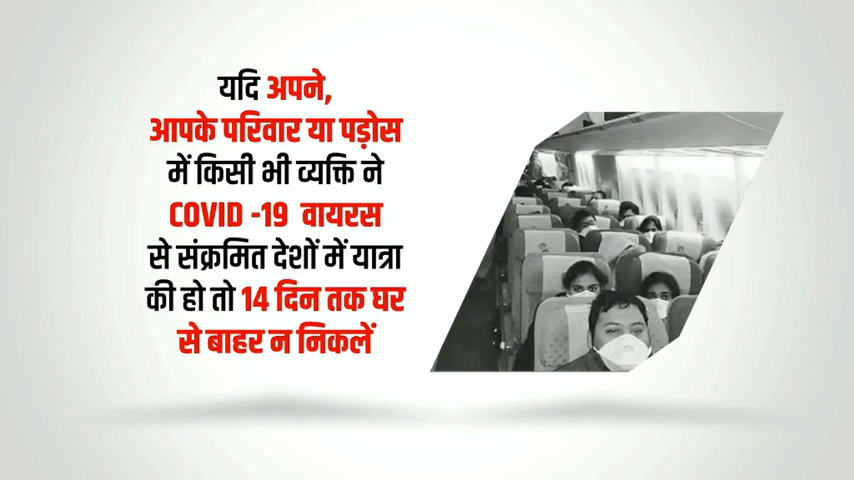 यदि अपने,
आपके परिवार या पड़ोस
में किसी भी व्यक्ति ने
COVID -19 वायरस
से संक्रमित देशों में यात्रा
की हो तो 14 दिन तक घर
से बाहर न निकलें